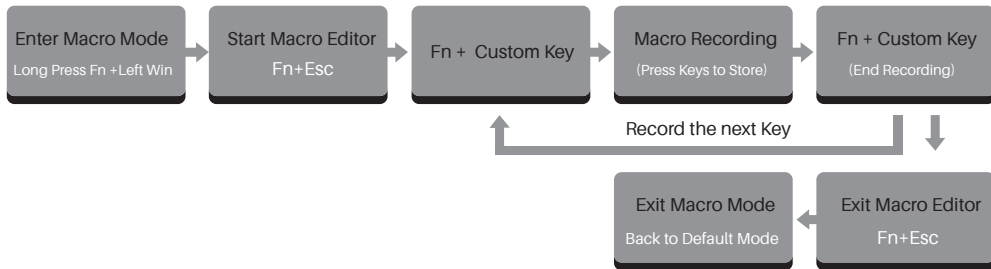 Enter Macro Mode
Long Press Fn +Left Win
Start Macro Editor
Fn+Esc
Fn + Custom Key
Macro Recording
(Press Keys to Store)
Fn + Custom Key
(End Recording)
Record the next Key
Exit Macro Mode
Back to Default Mode
Exit Macro Editor
Fn+Esc